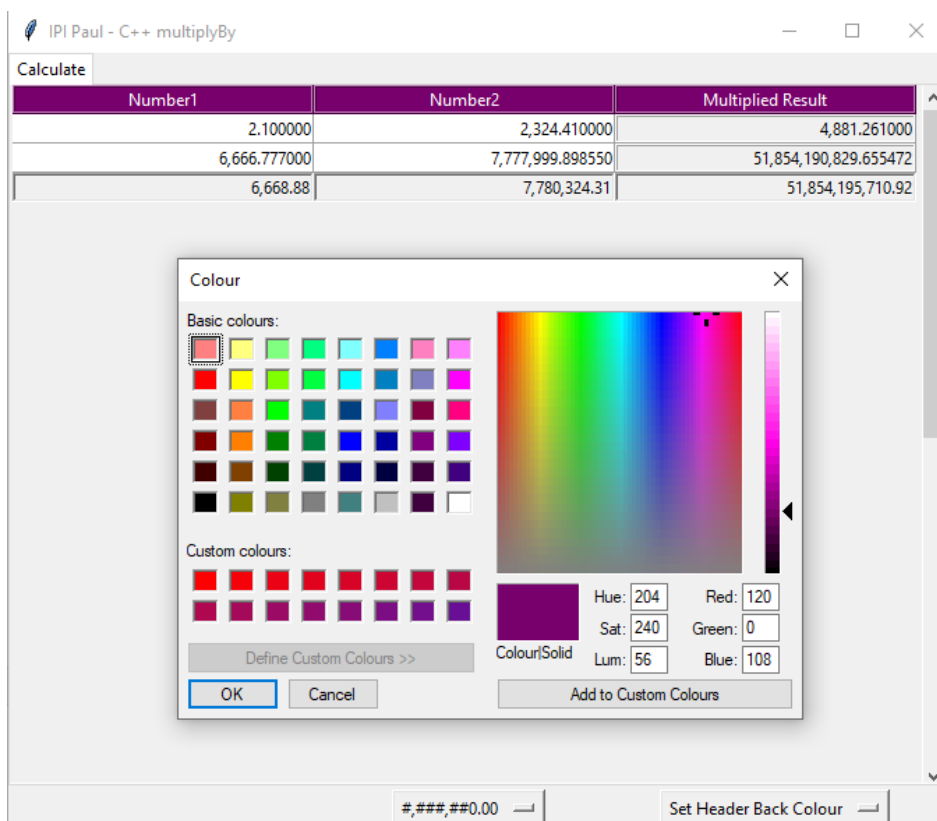 IPI Paul - C++ multiplyBy
Calculate
Number1 Number2 Multiplied Result
2.100000 2,324.410000 4,881.261000
6,666.777000 7,777,999.898550 51,854,190,829.655472
6,668.88 7,780,324.31 51,854,195,710.92
Colour
Basic colours:
Custom colours:
Define Custom Colours >>
OK Cancel
Colour|Solid
Hue: 204 Red: 120
Sat: 240 Green: 0
Lum: 56 Blue: 108
Add to Custom Colours
#,###,##0.00 Set Header Back Colour